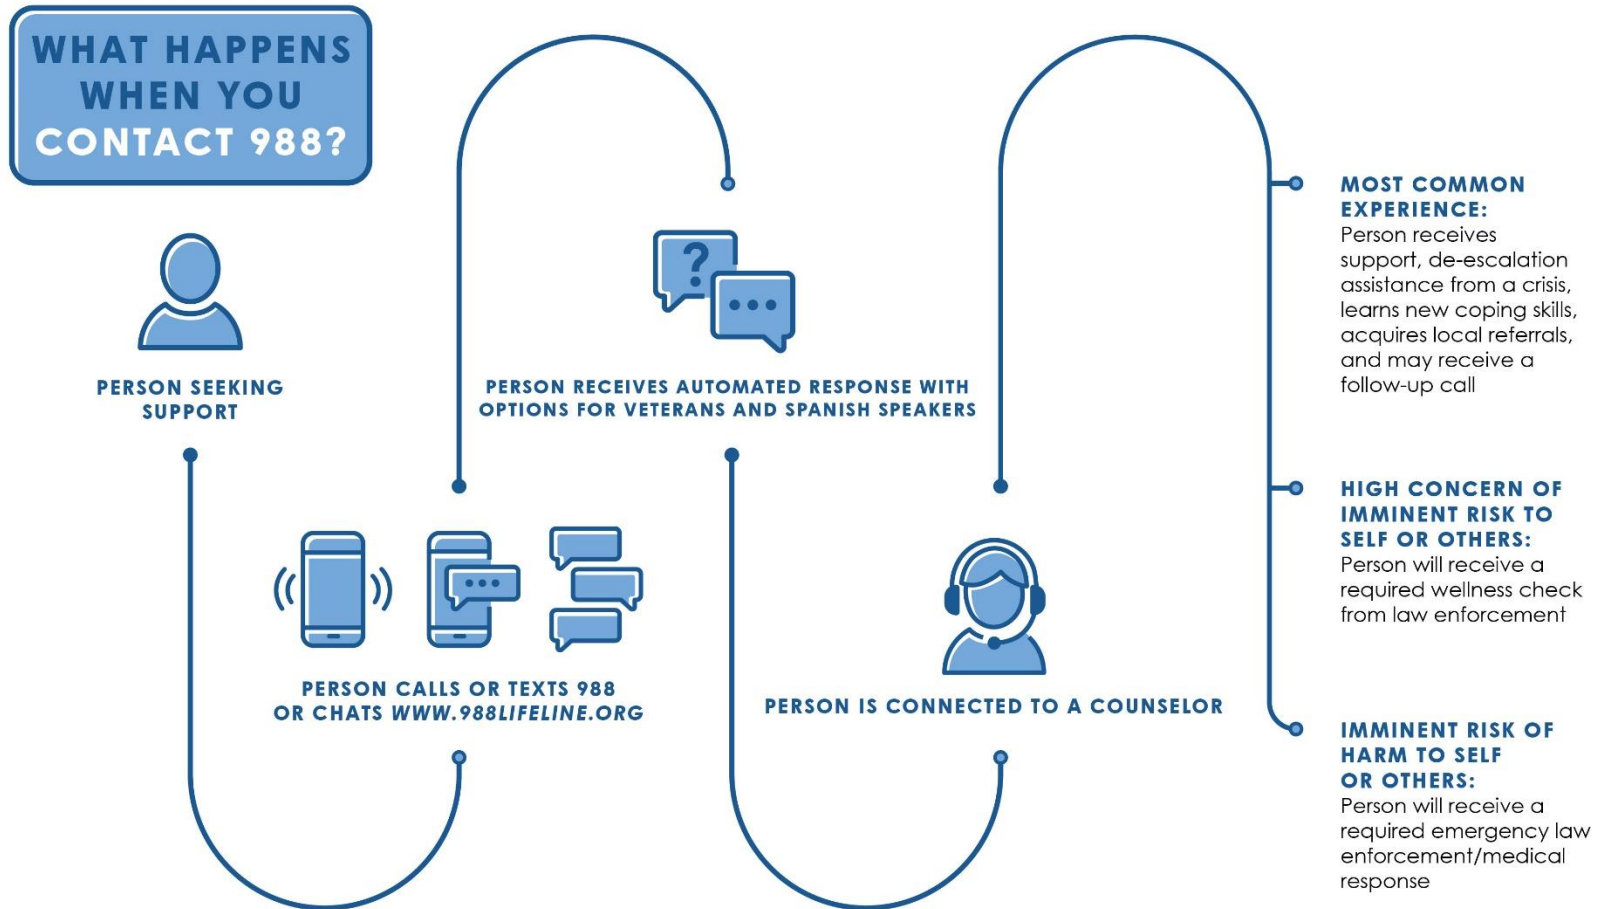 WHAT HAPPENS
WHEN YOU
CONTACT 988?
PERSON SEEKING
SUPPORT
PERSON CALLS OR TEXTS 988
OR CHATS WWW.988LIFELINE.ORG
?
PERSON RECEIVES AUTOMATED RESPONSE WITH
OPTIONS FOR VETERANS AND SPANISH SPEAKERS
PERSON IS CONNECTED TO A COUNSELOR
MOST COMMON
EXPERIENCE:
Person receives
support, de-escalation
assistance from a crisis,
learns new coping skills,
acquires local referrals,
and may receive a
follow-up call
HIGH CONCERN OF
IMMINENT RISK TO
SELF OR OTHERS:
Person will receive a
required wellness check
from law enforcement
IMMINENT RISK OF
HARM TO SELF
OR OTHERS:
Person will receive a
required emergency law
enforcement/medical
response